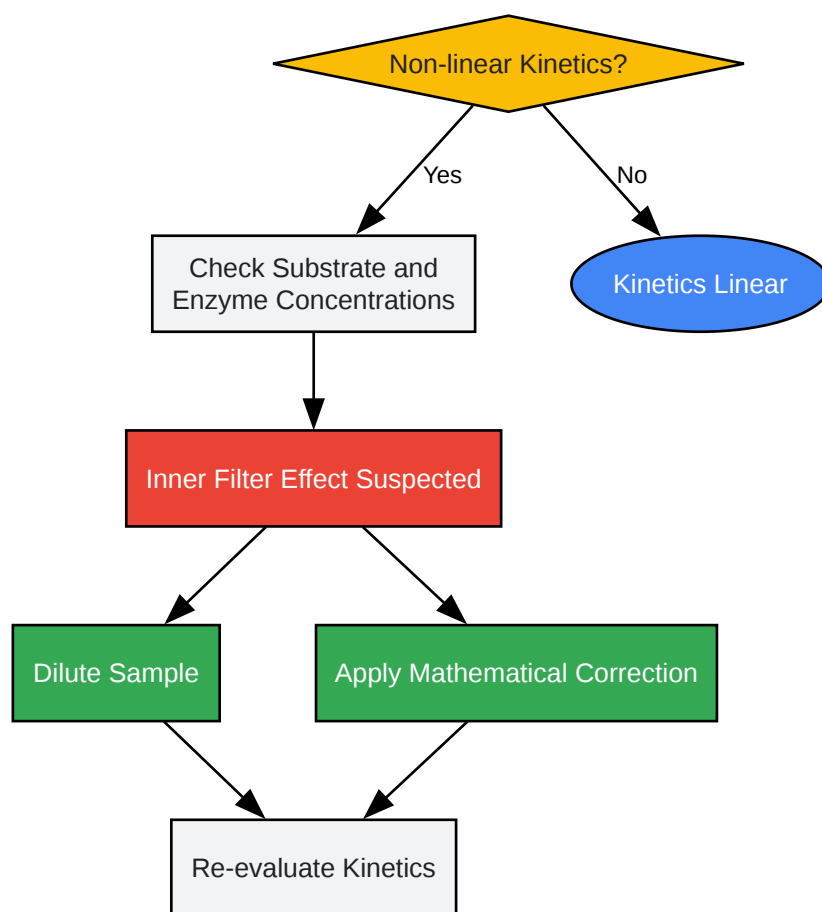 Non-linear Kinetics?
Yes
No
Check Substrate and
Enzyme Concentrations
Kinetics Linear
Inner Filter Effect Suspected
Dilute Sample
Apply Mathematical Correction
Re-evaluate Kinetics